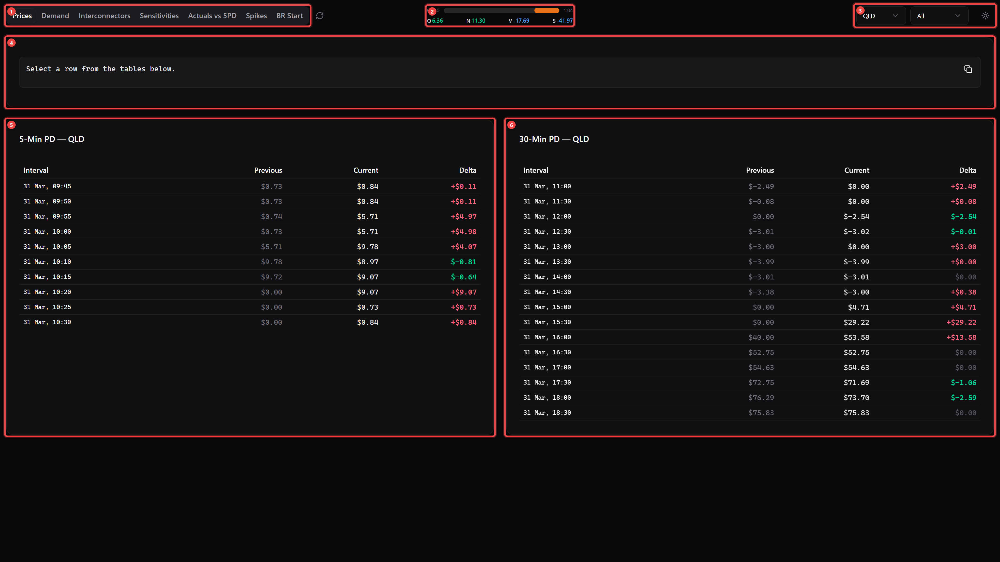 1 Prices Demand Interconnectors Sensitivities Actuals vs 5PD Spikes BR Start
2 1:04
Q 6.36 N 11.30 V -17.69 S -41.97
3 QLD All
4
Select a row from the tables below.
5
5-Min PD — QLD
Interval Previous Current Delta
31 Mar, 09:45 $0.73 $0.84 +$0.11
31 Mar, 09:50 $0.73 $0.84 +$0.11
31 Mar, 09:55 $0.74 $5.71 +$4.97
31 Mar, 10:00 $0.73 $5.71 +$4.98
31 Mar, 10:05 $5.71 $9.78 +$4.07
31 Mar, 10:10 $9.78 $8.97 $-0.81
31 Mar, 10:15 $9.72 $9.07 $-0.64
31 Mar, 10:20 $0.00 $9.07 +$9.07
31 Mar, 10:25 $0.00 $0.73 +$0.73
31 Mar, 10:30 $0.00 $0.84 +$0.84
6
30-Min PD — QLD
Interval Previous Current Delta
31 Mar, 11:00 $-2.49 $0.00 +$2.49
31 Mar, 11:30 $-0.08 $0.00 +$0.08
31 Mar, 12:00 $0.00 $-2.54 $-2.54
31 Mar, 12:30 $-3.01 $-3.02 $-0.01
31 Mar, 13:00 $-3.00 $0.00 +$3.00
31 Mar, 13:30 $-3.99 $-3.99 +$0.00
31 Mar, 14:00 $-3.01 $-3.01 $0.00
31 Mar, 14:30 $-3.38 $-3.00 +$0.38
31 Mar, 15:00 $0.00 $4.71 +$4.71
31 Mar, 15:30 $0.00 $29.22 +$29.22
31 Mar, 16:00 $40.00 $53.58 +$13.58
31 Mar, 16:30 $52.75 $52.75 $0.00
31 Mar, 17:00 $54.63 $54.63 $0.00
31 Mar, 17:30 $72.75 $71.69 $-1.06
31 Mar, 18:00 $76.29 $73.70 $-2.59
31 Mar, 18:30 $75.83 $75.83 $0.00